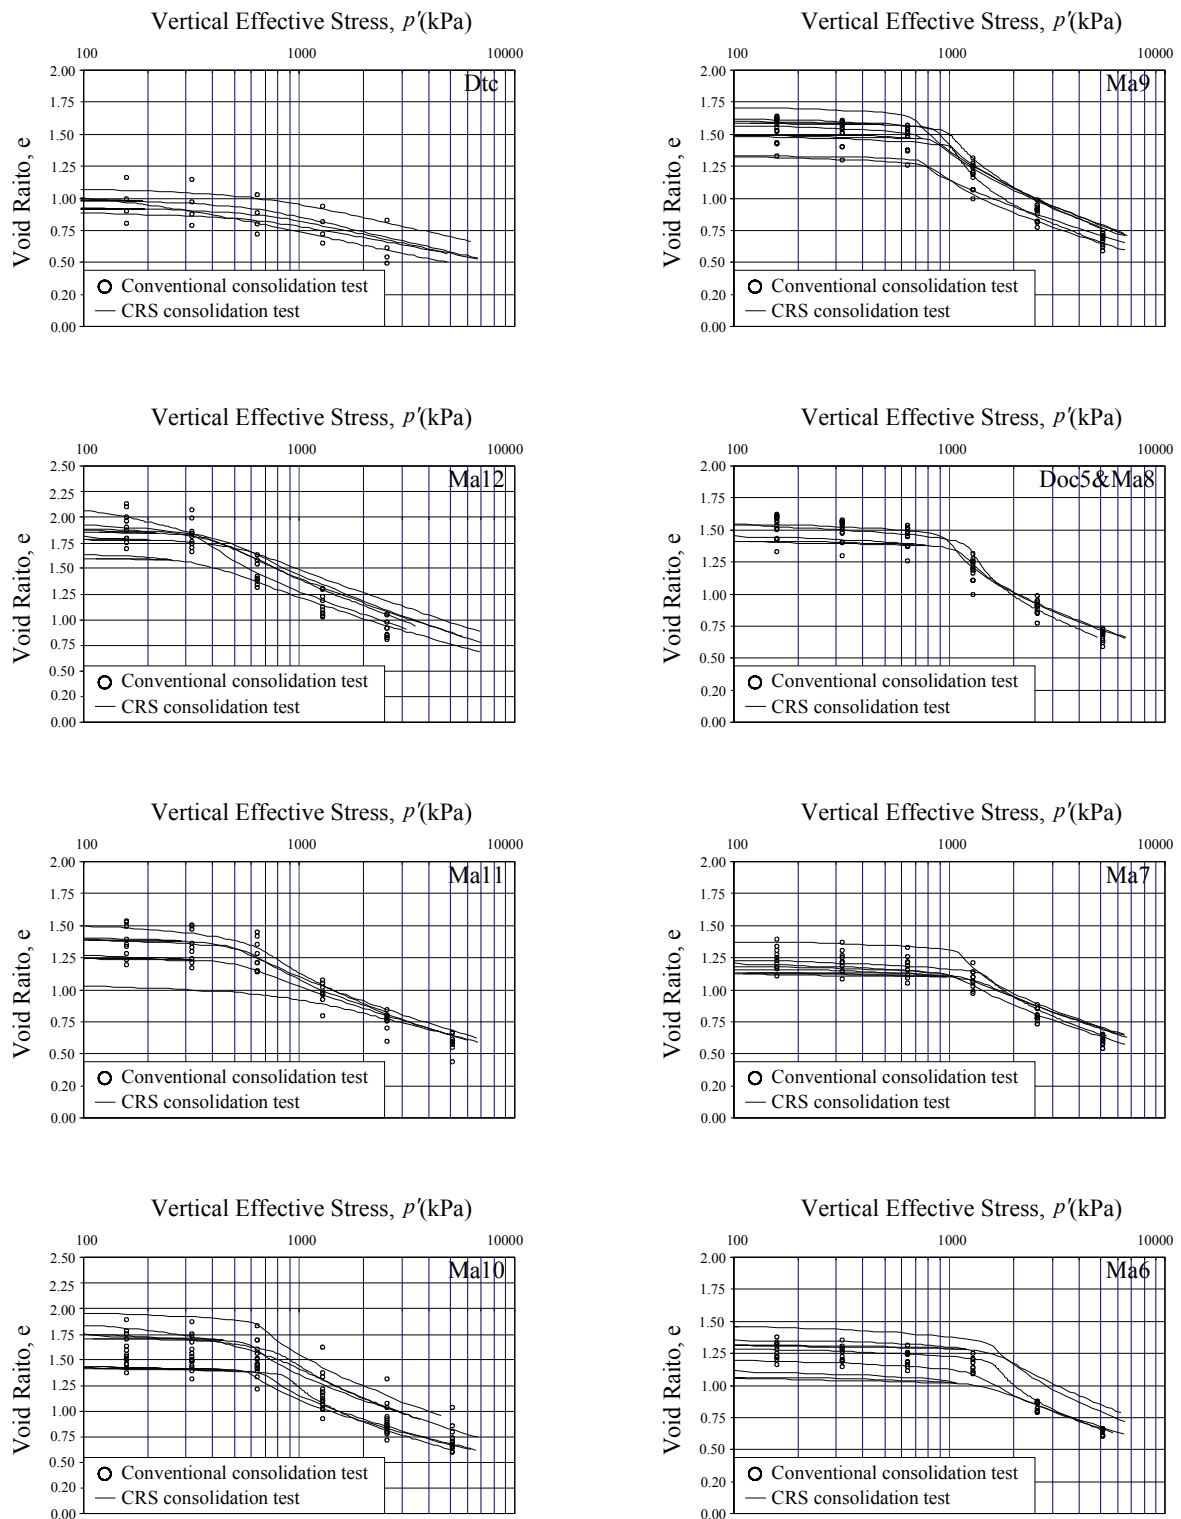 Vertical Effective Stress, p′(kPa)
100 1000 10000
2.00
1.75
1.50
1.25
1.00
0.75
0.50
0.20
0.00
Void Raito, e
Dtc
Conventional consolidation test
CRS consolidation test
Vertical Effective Stress, p′(kPa)
100 1000 10000
2.00
1.75
1.50
1.25
1.00
0.75
0.50
0.20
0.00
Void Raito, e
Ma9
Conventional consolidation test
CRS consolidation test
Vertical Effective Stress, p′(kPa)
100 1000 10000
2.50
2.25
2.00
1.75
1.50
1.25
1.00
0.75
0.50
0.20
0.00
Void Raito, e
Ma12
Conventional consolidation test
CRS consolidation test
Vertical Effective Stress, p′(kPa)
100 1000 10000
2.00
1.75
1.50
1.25
1.00
0.75
0.50
0.20
0.00
Void Raito, e
Doc5&Ma8
Conventional consolidation test
CRS consolidation test
Vertical Effective Stress, p′(kPa)
100 1000 10000
2.00
1.75
1.50
1.25
1.00
0.75
0.50
0.20
0.00
Void Raito, e
Ma11
Conventional consolidation test
CRS consolidation test
Vertical Effective Stress, p′(kPa)
100 1000 10000
2.00
1.75
1.50
1.25
1.00
0.75
0.50
0.20
0.00
Void Raito, e
Ma7
Conventional consolidation test
CRS consolidation test
Vertical Effective Stress, p′(kPa)
100 1000 10000
2.50
2.25
2.00
1.75
1.50
1.25
1.00
0.75
0.50
0.20
0.00
Void Raito, e
Ma10
Conventional consolidation test
CRS consolidation test
Vertical Effective Stress, p′(kPa)
100 1000 10000
2.00
1.75
1.50
1.25
1.00
0.75
0.50
0.20
0.00
Void Raito, e
Ma6
Conventional consolidation test
CRS consolidation test